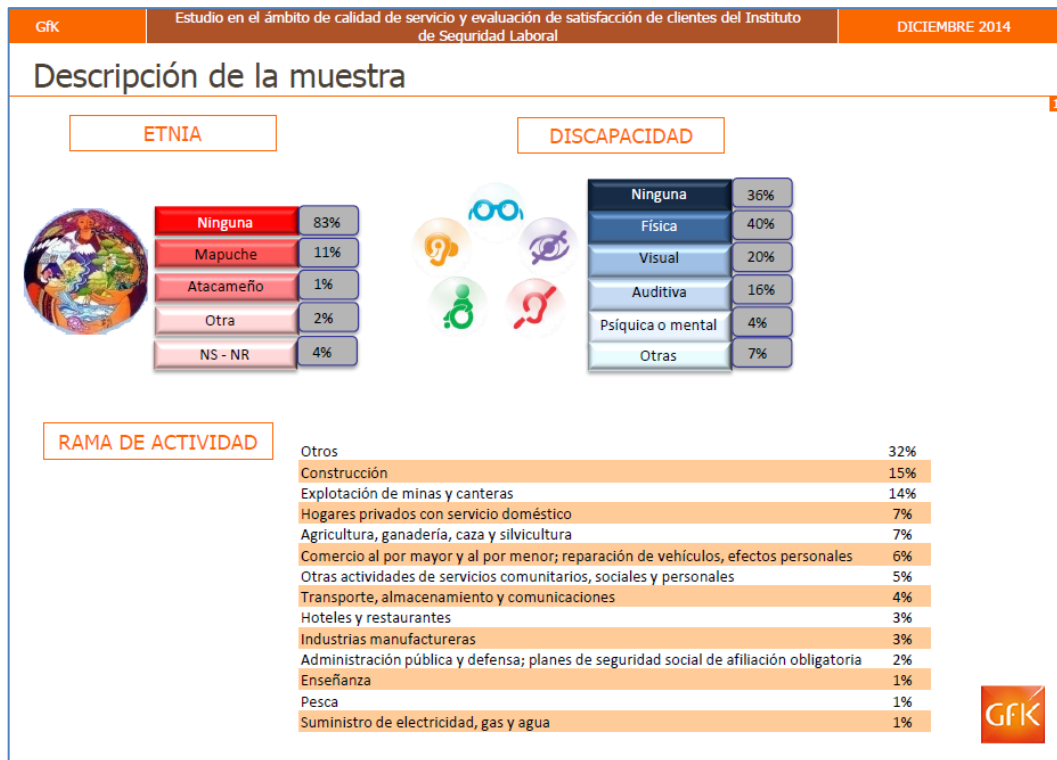 GfK
Estudio en el ámbito de calidad de servicio y evaluación de satisfacción de clientes del Instituto
de Seguridad Laboral
DICIEMBRE 2014
Descripción de la muestra
ETNIA
Ninguna 83%
Mapuche 11%
Atacameño 1%
Otra 2%
NS - NR 4%
DISCAPACIDAD
Ninguna 36%
Física 40%
Visual 20%
Auditiva 16%
Psíquica o mental 4%
Otras 7%
RAMA DE ACTIVIDAD
Otros 32%
Construcción 15%
Explotación de minas y canteras 14%
Hogares privados con servicio doméstico 7%
Agricultura, ganadería, caza y silvicultura 7%
Comercio al por mayor y al por menor; reparación de vehículos, efectos personales 6%
Otras actividades de servicios comunitarios, sociales y personales 5%
Transporte, almacenamiento y comunicaciones 4%
Hoteles y restaurantes 3%
Industrias manufactureras 3%
Administración pública y defensa; planes de seguridad social de afiliación obligatoria 2%
Enseñanza 1%
Pesca 1%
Suministro de electricidad, gas y agua 1%
GfK